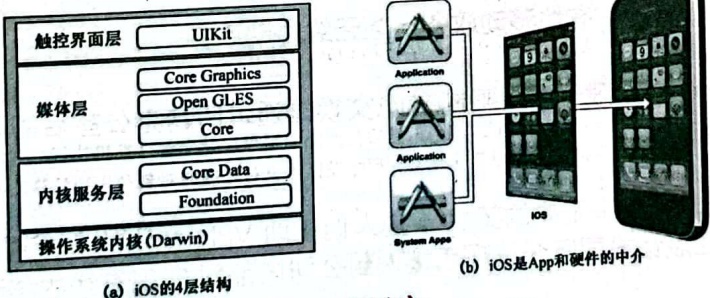 触控界面层 UIKit
媒体层
Core Graphics
Open GLES
Core
内核服务层
Core Data
Foundation
操作系统内核(Darwin)
(a) iOS的4层结构
Application
Application
System Apps
iOS
9
9
(b) iOS是App和硬件的中介